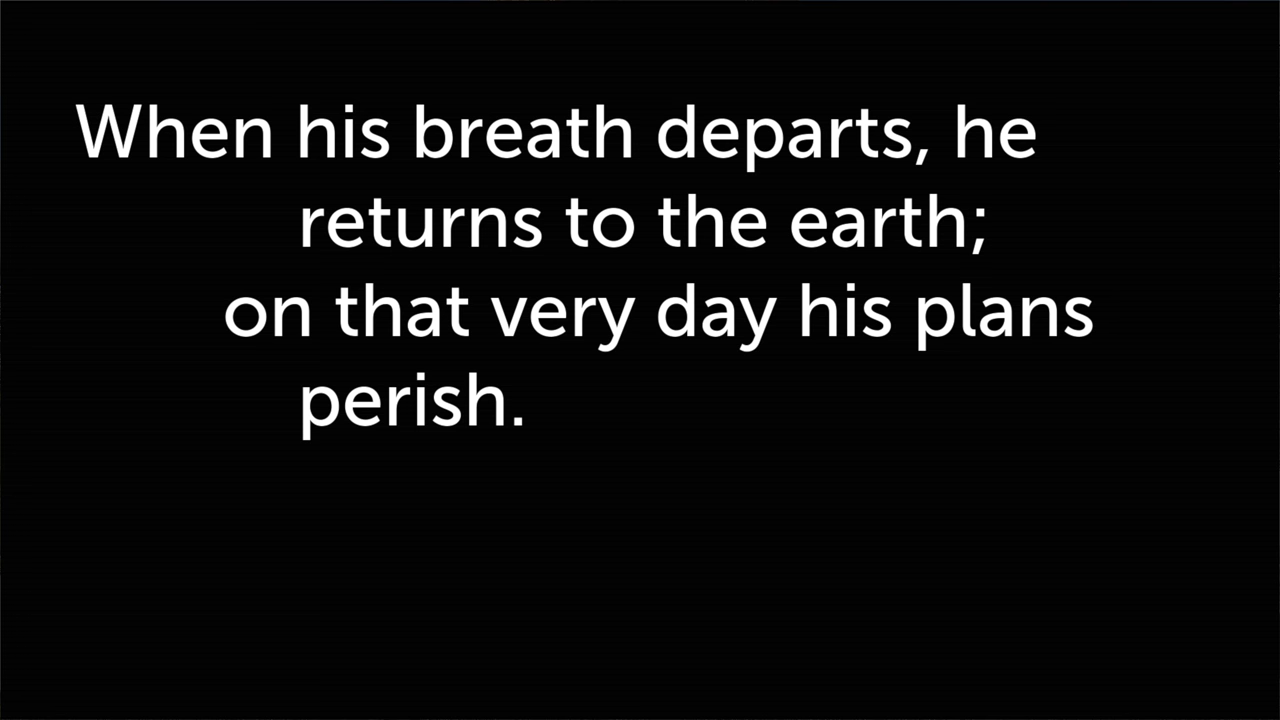 When his breath departs, he
returns to the earth;
on that very day his plans
perish.